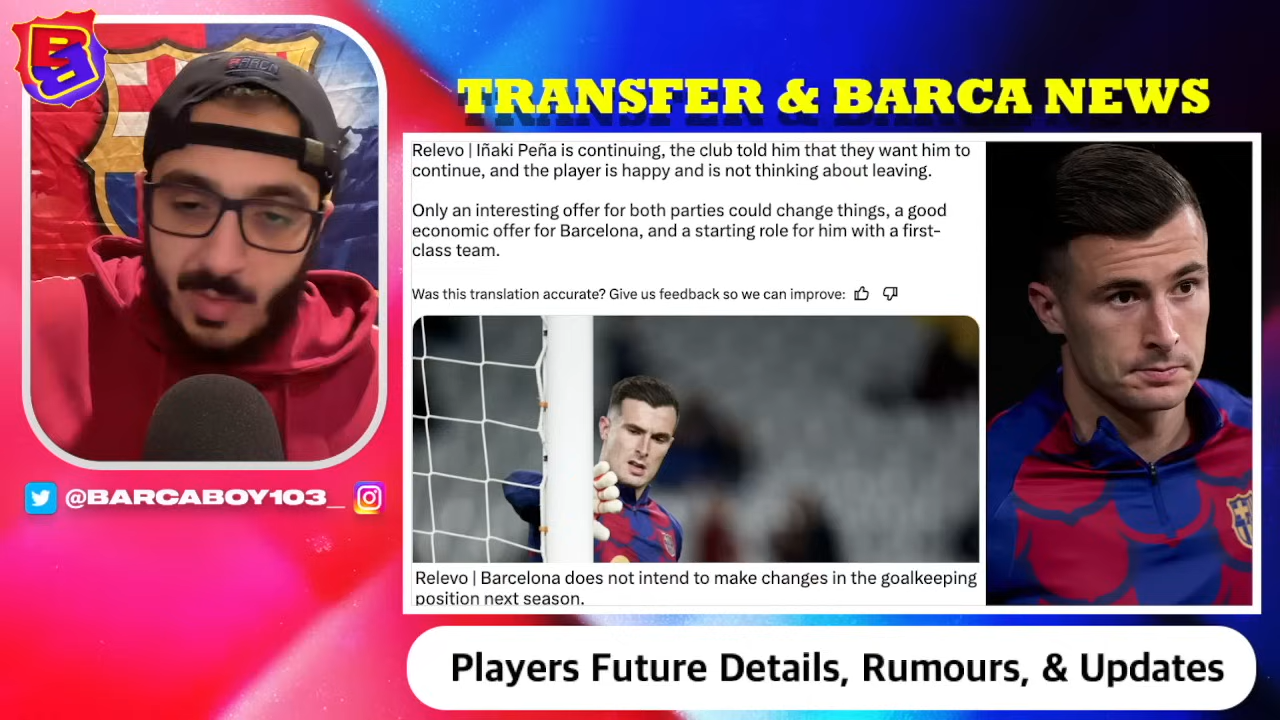 TRANSFER & BARCA NEWS
BARCA
Relevo | Iñaki Peña is continuing, the club told him that they want him to
continue, and the player is happy and is not thinking about leaving.
Only an interesting offer for both parties could change things, a good
economic offer for Barcelona, and a starting role for him with a first-
class team.
Was this translation accurate? Give us feedback so we can improve:
Relevo | Barcelona does not intend to make changes in the goalkeeping
position next season.
@BARCABOY103_
Players Future Details, Rumours, & Updates